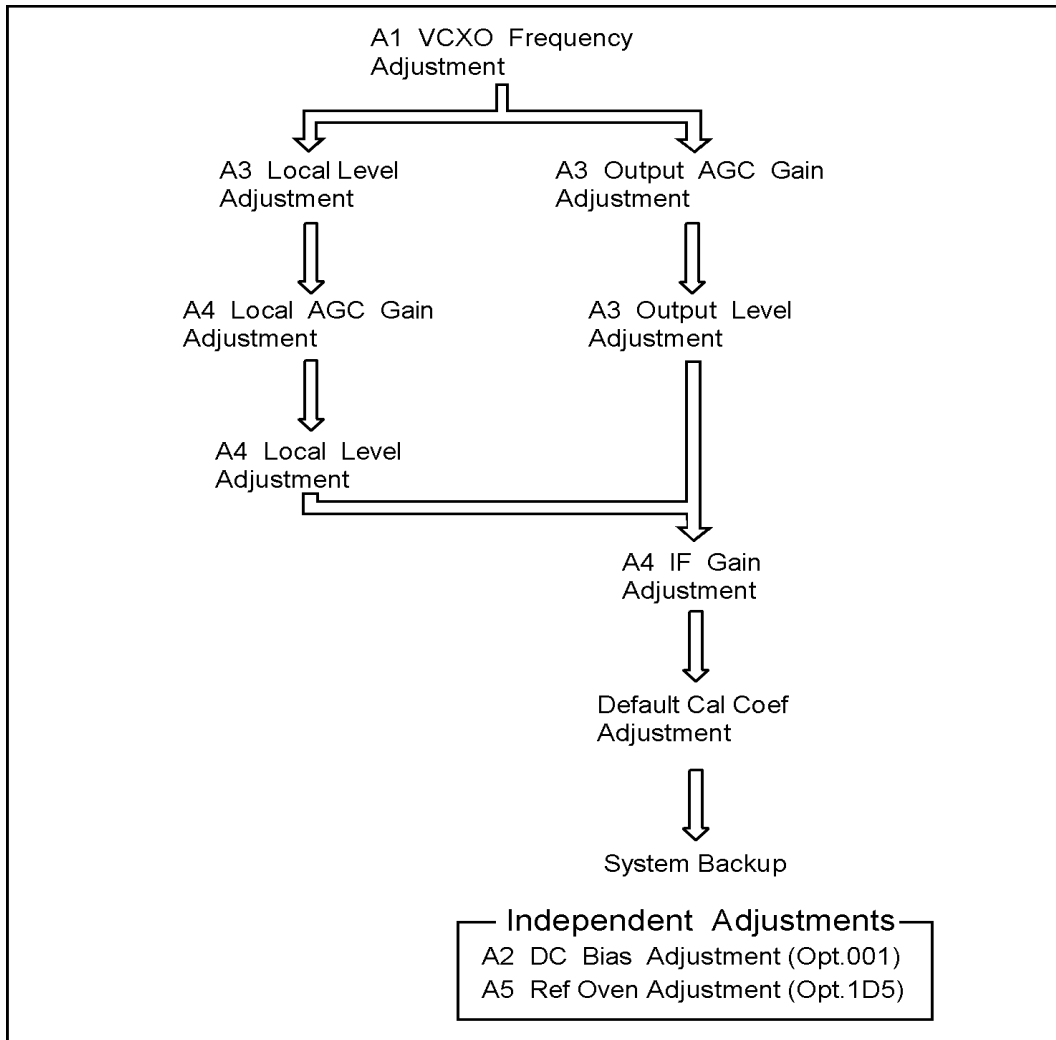 A1 VCXO Frequency
Adjustment
A3 Local Level
Adjustment
A3 Output AGC Gain
Adjustment
A4 Local AGC Gain
Adjustment
A3 Output Level
Adjustment
A4 Local Level
Adjustment
A4 IF Gain
Adjustment
Default Cal Coef
Adjustment
System Backup
Independent Adjustments
A2 DC Bias Adjustment (Opt.001)
A5 Ref Oven Adjustment (Opt.1D5)